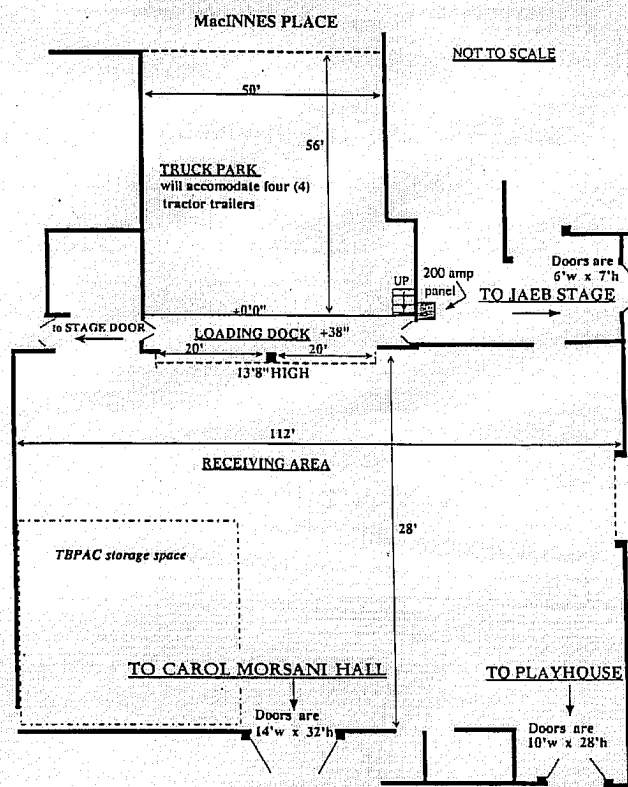 MacINNES PLACE
NOT TO SCALE
50'
56'
TRUCK PARK
will accomodate four (4)
tractor trailers
Doors are
6'w x 7'h
UP
200 amp
panel
TO JAEB STAGE
+0'0"
to STAGE DOOR
LOADING DOCK +38"
20' 20'
13'8" HIGH
112'
RECEIVING AREA
28'
TBPAC storage space
TO CAROL MORSANI HALL
TO PLAYHOUSE
Doors are
14'w x 32'h
Doors are
10'w x 28'h